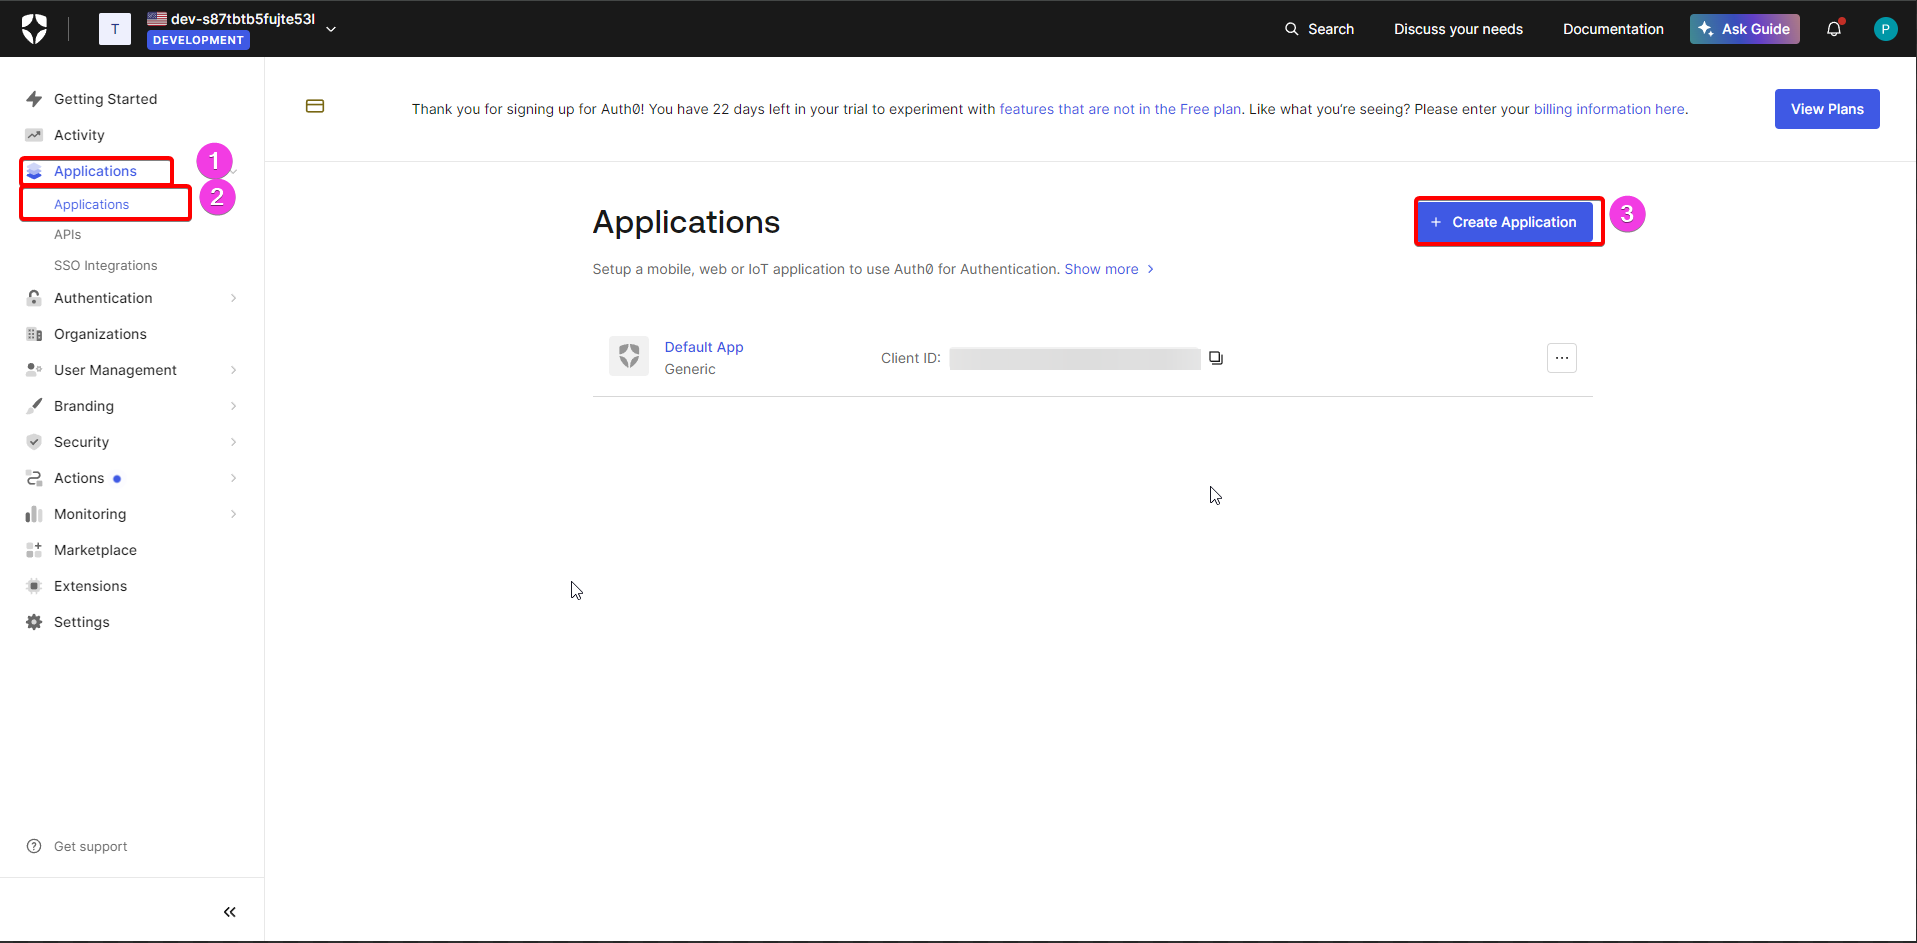 T
dev-s87tbtb5fujte53l
DEVELOPMENT
Search
Discuss your needs
Documentation
Ask Guide
P
Getting Started
Activity
Applications
1
Applications
2
APIs
SSO Integrations
Authentication
Organizations
User Management
Branding
Security
Actions
Monitoring
Marketplace
Extensions
Settings
Get support
Thank you for signing up for Auth0! You have 22 days left in your trial to experiment with features that are not in the Free plan. Like what you're seeing? Please enter your billing information here.
View Plans
Applications
+ Create Application
3
Setup a mobile, web or IoT application to use Auth0 for Authentication. Show more
Default App
Generic
Client ID: